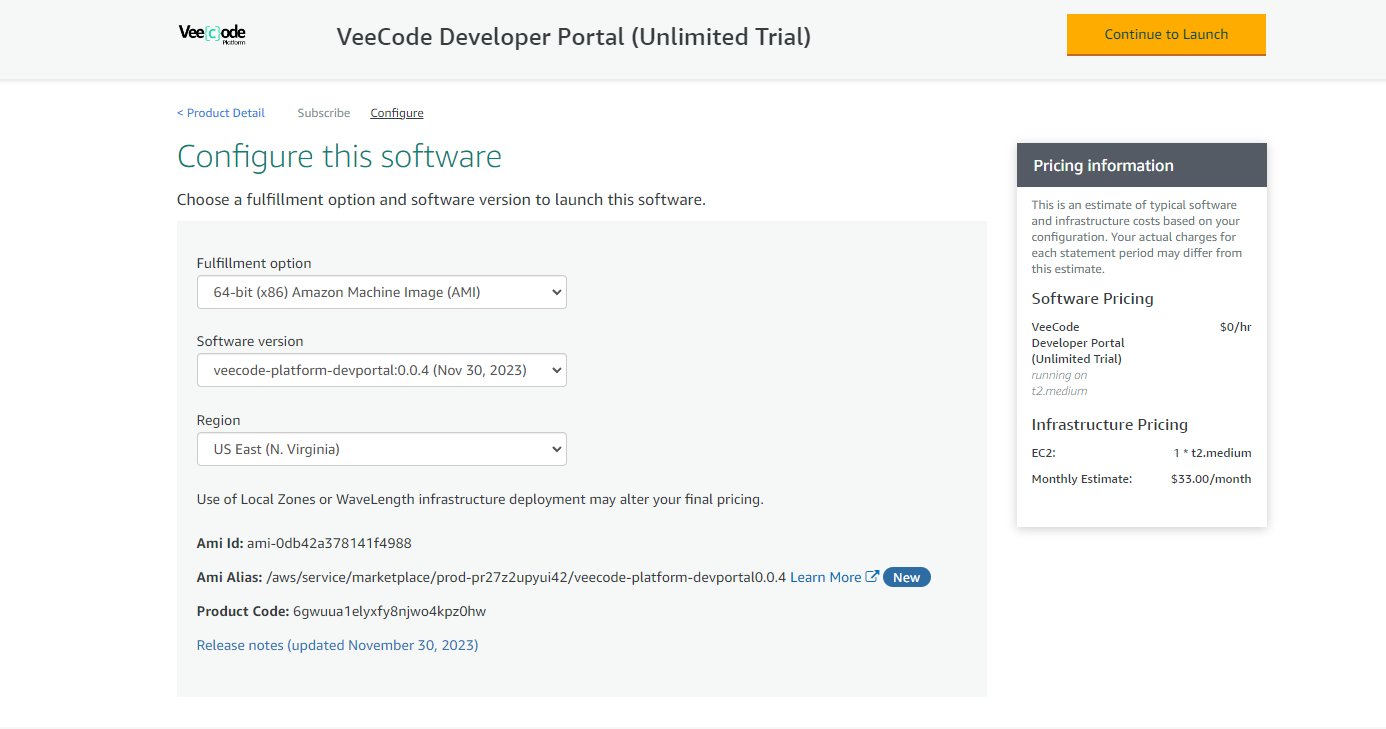 Vee[c]ode
Platform
VeeCode Developer Portal (Unlimited Trial)
Continue to Launch
< Product Detail
Subscribe
Configure
Configure this software
Choose a fulfillment option and software version to launch this software.
Fulfillment option
64-bit (x86) Amazon Machine Image (AMI)
Software version
veecode-platform-devportal:0.0.4 (Nov 30, 2023)
Region
US East (N. Virginia)
Use of Local Zones or WaveLength infrastructure deployment may alter your final pricing.
Ami Id: ami-0db42a378141f4988
Ami Alias: /aws/service/marketplace/prod-pr27z2upyui42/veecode-platform-devportal0.0.4 Learn More New
Product Code: 6gwuua1elyxfy8njwo4kpz0hw
Release notes (updated November 30, 2023)
Pricing information
This is an estimate of typical software
and infrastructure costs based on your
configuration. Your actual charges for
each statement period may differ from
this estimate.
Software Pricing
VeeCode $0/hr
Developer Portal
(Unlimited Trial)
running on
t2.medium
Infrastructure Pricing
EC2: 1 * t2.medium
Monthly Estimate: $33.00/month